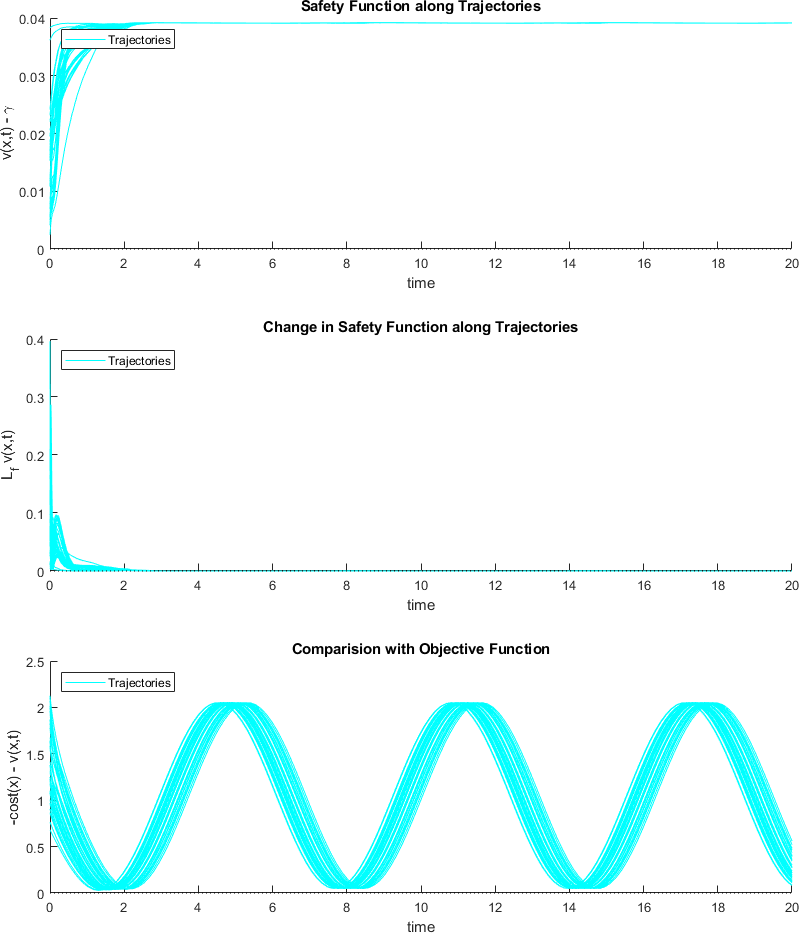 Safety Function along Trajectories
0.04
Trajectories
0.03
0.02
0.01
0
v(x,t) - γ
0 2 4 6 8 10 12 14 16 18 20
time
Change in Safety Function along Trajectories
0.4
Trajectories
0.3
0.2
0.1
0
L_f v(x,t)
0 2 4 6 8 10 12 14 16 18 20
time
Comparision with Objective Function
2.5
Trajectories
2
1.5
1
0.5
0
-cost(x) - v(x,t)
0 2 4 6 8 10 12 14 16 18 20
time